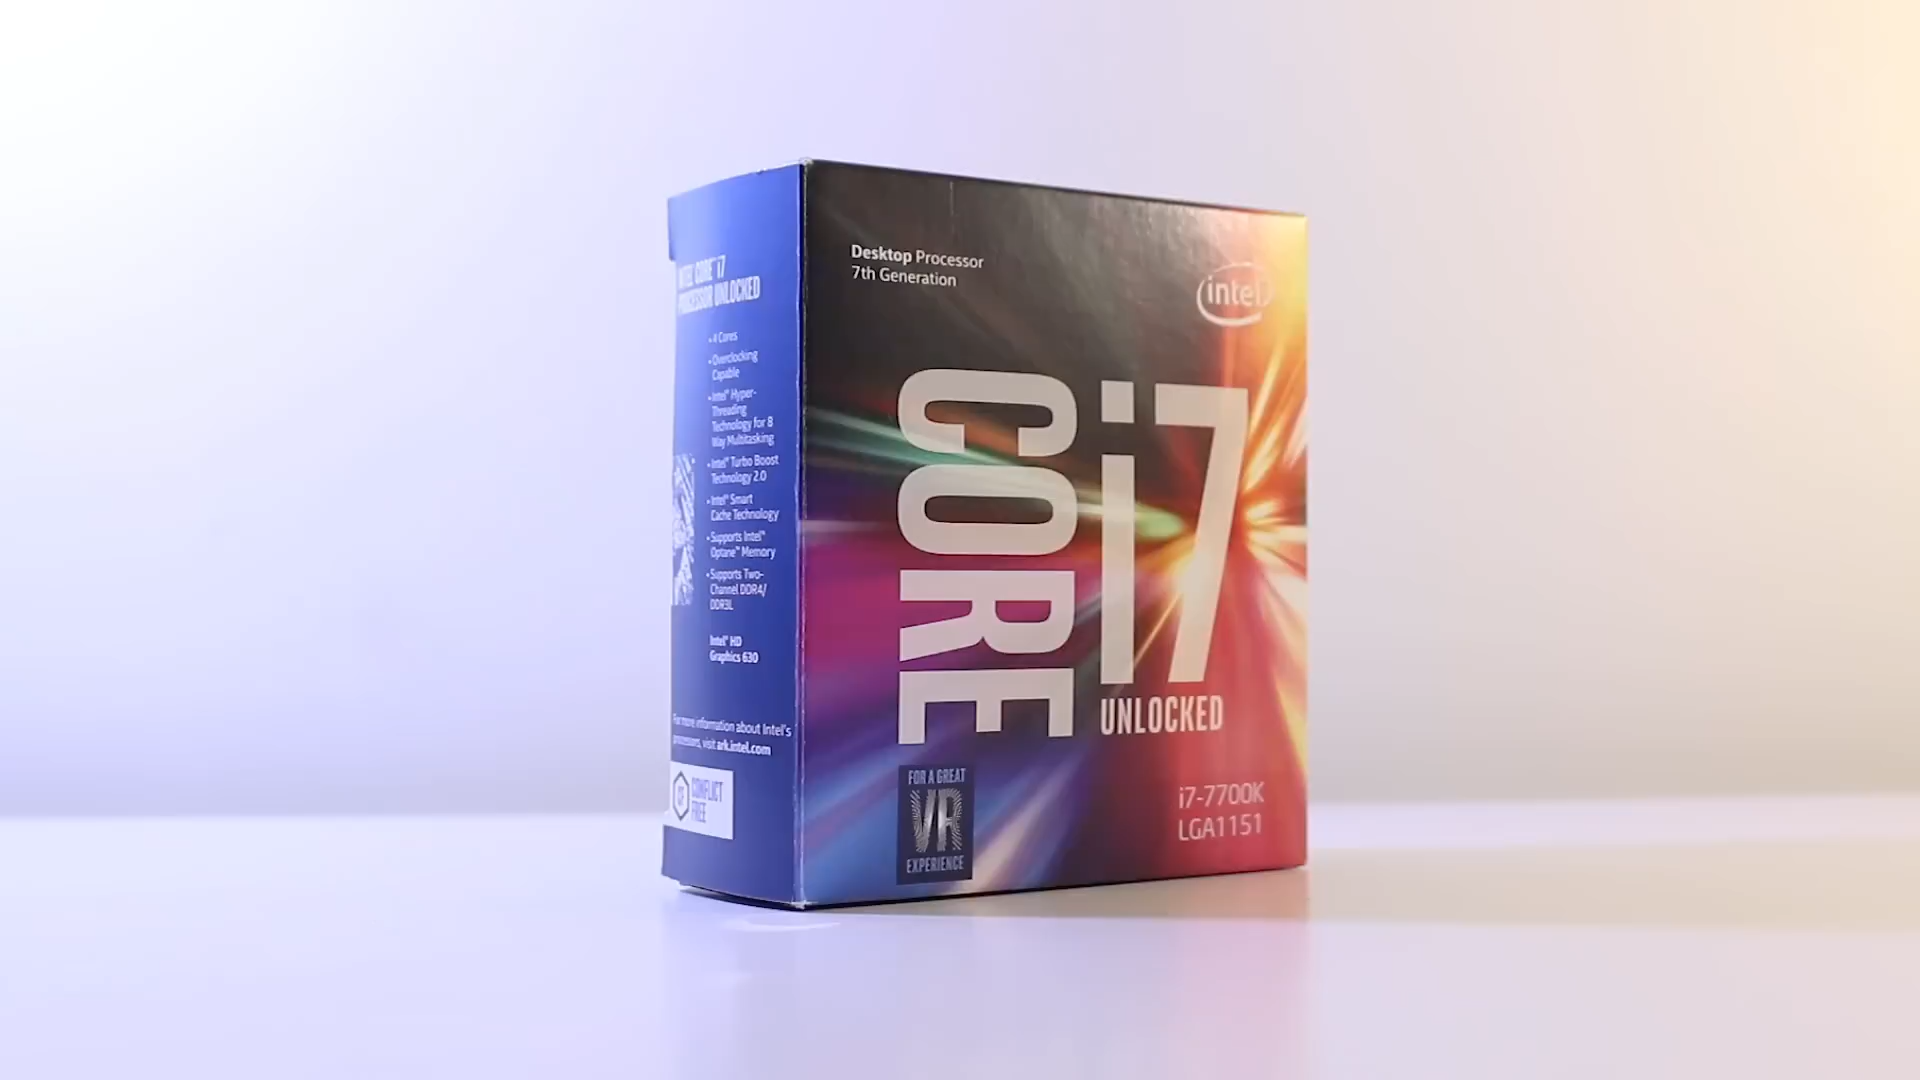 INTEL® CORE™ i7
PROCESSOR UNLOCKED
• 4 Cores
• Overclocking
Capable
• Intel® Hyper-
Threading
Technology for 8
Way Multitasking
• Intel® Turbo Boost
Technology 2.0
• Intel® Smart
Cache Technology
• Supports Intel®
Optane™ Memory
• Supports Two-
Channel DDR4/
DDR3L
Intel® HD
Graphics 630
For more information about Intel's
processors, visit ark.intel.com
CF
CONFLICT
FREE
Desktop Processor
7th Generation
intel
CORE
i7
UNLOCKED
FOR A GREAT
VR
EXPERIENCE
i7-7700K
LGA1151